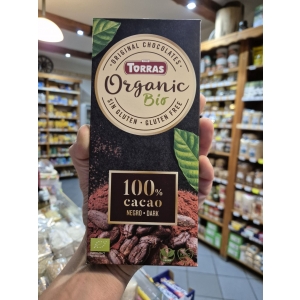 ORIGINAL CHOCOLATES
TORRAS
Organic
Bio
SIN GLUTEN • GLUTEN FREE
100%
cacao
NEGRO • DARK